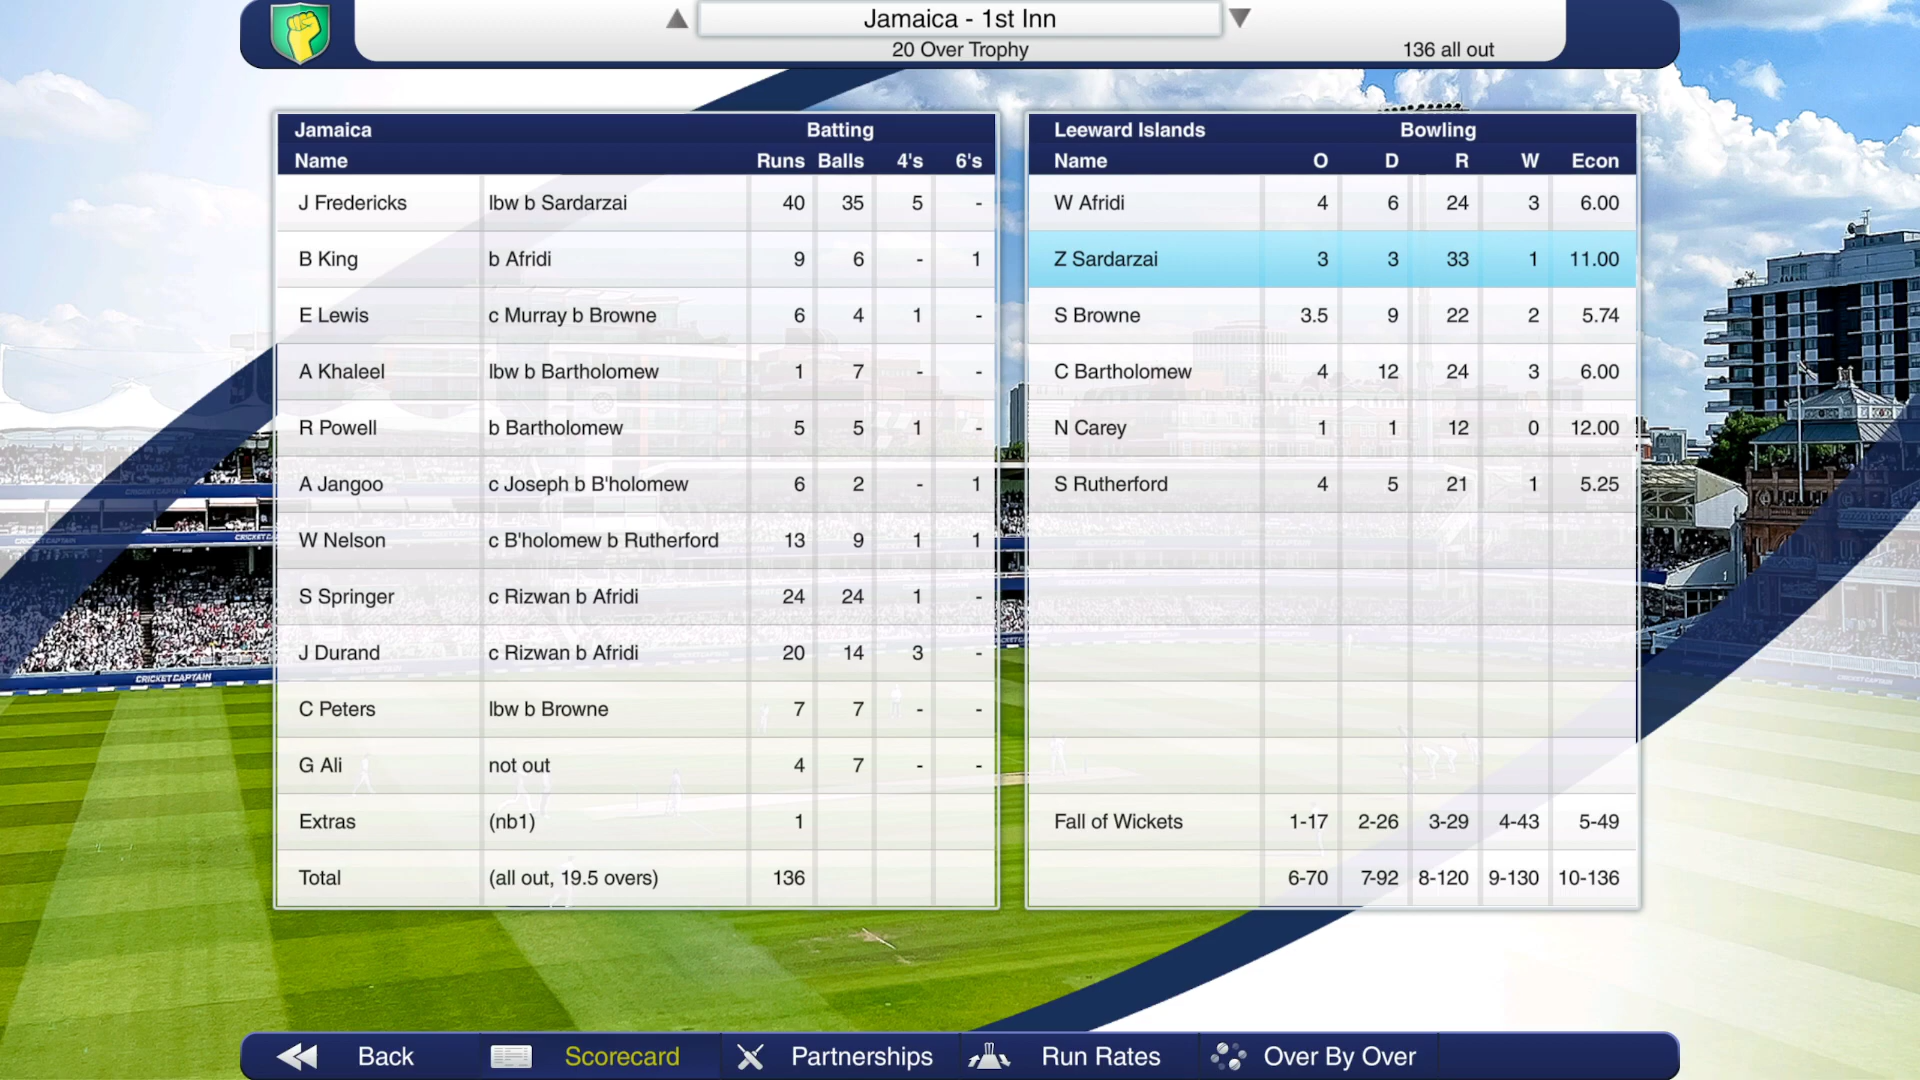 Jamaica - 1st Inn
20 Over Trophy
136 all out
Jamaica Batting
Name Runs Balls 4's 6's
J Fredericks lbw b Sardarzai 40 35 5 -
B King b Afridi 9 6 - 1
E Lewis c Murray b Browne 6 4 1 -
A Khaleel lbw b Bartholomew 1 7 - -
R Powell b Bartholomew 5 5 1 -
A Jangoo c Joseph b B'holomew 6 2 - 1
W Nelson c B'holomew b Rutherford 13 9 1 1
S Springer c Rizwan b Afridi 24 24 1 -
J Durand c Rizwan b Afridi 20 14 3 -
C Peters lbw b Browne 7 7 - -
G Ali not out 4 7 - -
Extras (nb1) 1
Total (all out, 19.5 overs) 136
Leeward Islands Bowling
Name O D R W Econ
W Afridi 4 6 24 3 6.00
Z Sardarzai 3 3 33 1 11.00
S Browne 3.5 9 22 2 5.74
C Bartholomew 4 12 24 3 6.00
N Carey 1 1 12 0 12.00
S Rutherford 4 5 21 1 5.25
Fall of Wickets 1-17 2-26 3-29 4-43 5-49
6-70 7-92 8-120 9-130 10-136
CRICKET CAPTAIN
Back Scorecard Partnerships Run Rates Over By Over